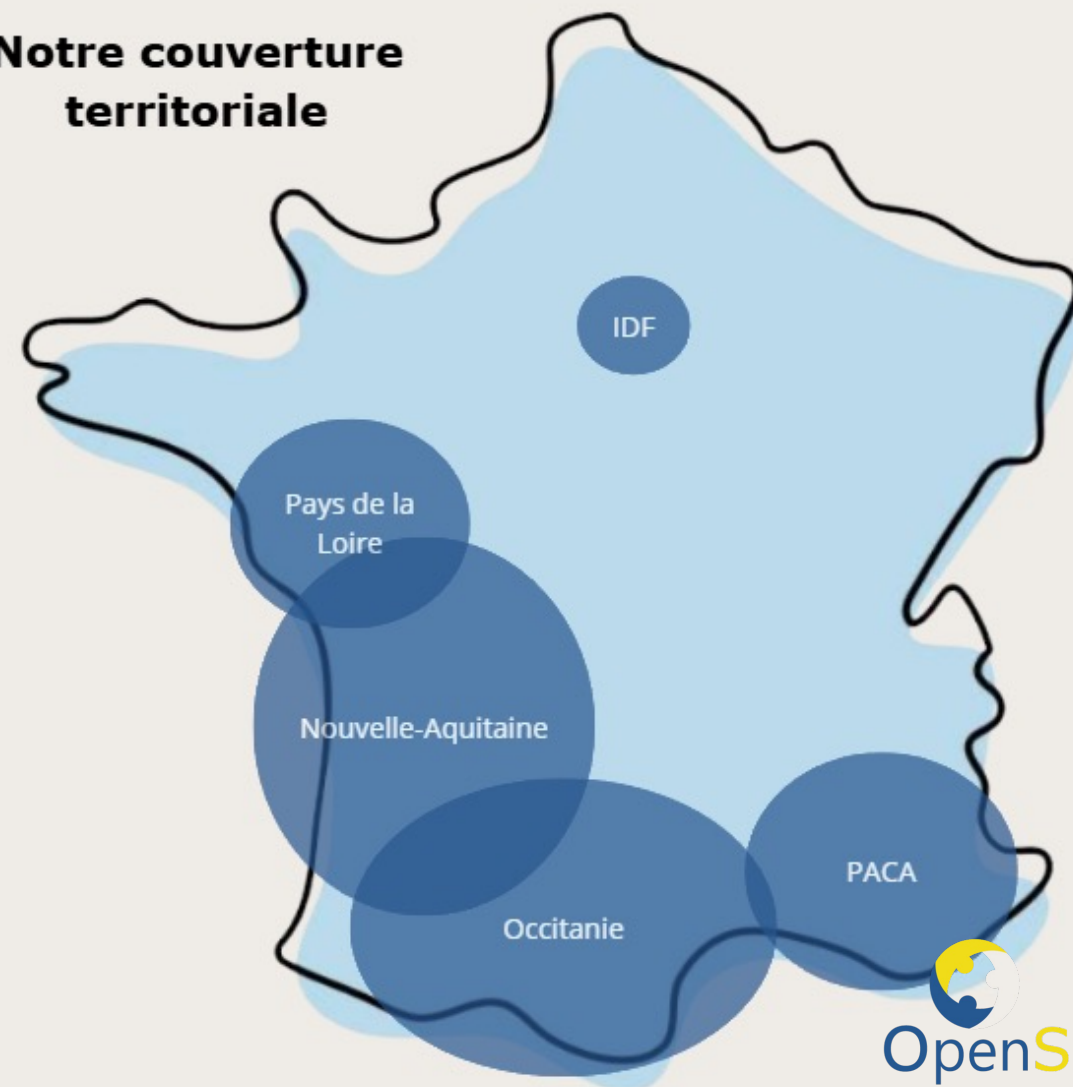 Notre couverture
territoriale
IDF
Pays de la
Loire
Nouvelle-Aquitaine
PACA
Occitanie
OpenS